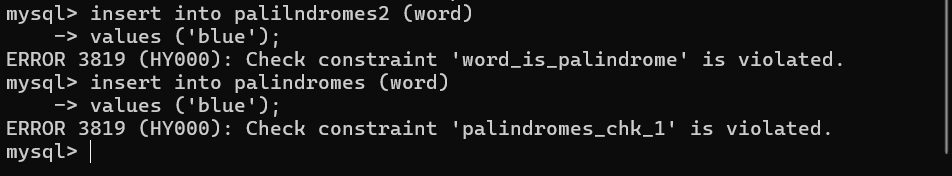 mysql> insert into palilndromes2 (word)
    -> values ('blue');
ERROR 3819 (HY000): Check constraint 'word_is_palindrome' is violated.
mysql> insert into palindromes (word)
    -> values ('blue');
ERROR 3819 (HY000): Check constraint 'palindromes_chk_1' is violated.
mysql>